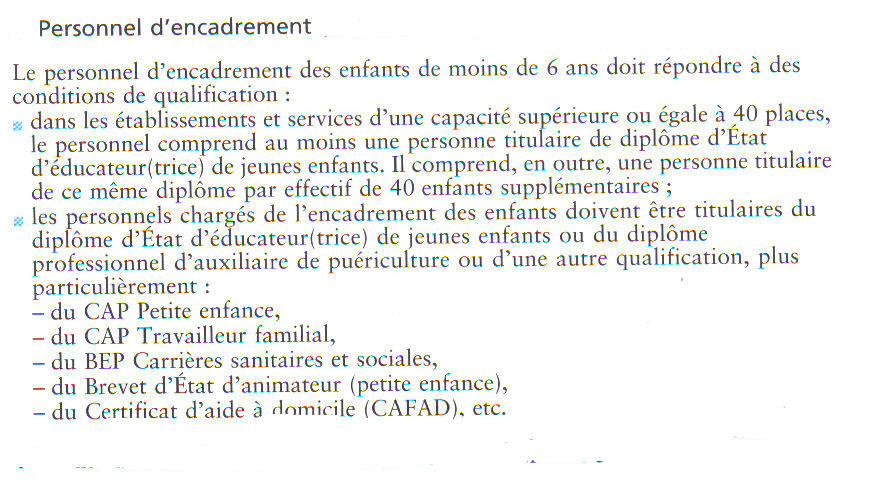 Personnel d'encadrement
Le personnel d'encadrement des enfants de moins de 6 ans doit répondre à des
conditions de qualification :
dans les établissements et services d'une capacité supérieure ou égale à 40 places,
le personnel comprend au moins une personne titulaire de diplôme d'État
d'éducateur(trice) de jeunes enfants. Il comprend, en outre, une personne titulaire
de ce même diplôme par effectif de 40 enfants supplémentaires ;
les personnels chargés de l'encadrement des enfants doivent être titulaires du
diplôme d'État d'éducateur(trice) de jeunes enfants ou du diplôme
professionnel d'auxiliaire de puériculture ou d'une autre qualification, plus
particulièrement :
– du CAP Petite enfance,
– du CAP Travailleur familial,
– du BEP Carrières sanitaires et sociales,
– du Brevet d'État d'animateur (petite enfance),
– du Certificat d'aide à domicile (CAFAD), etc.